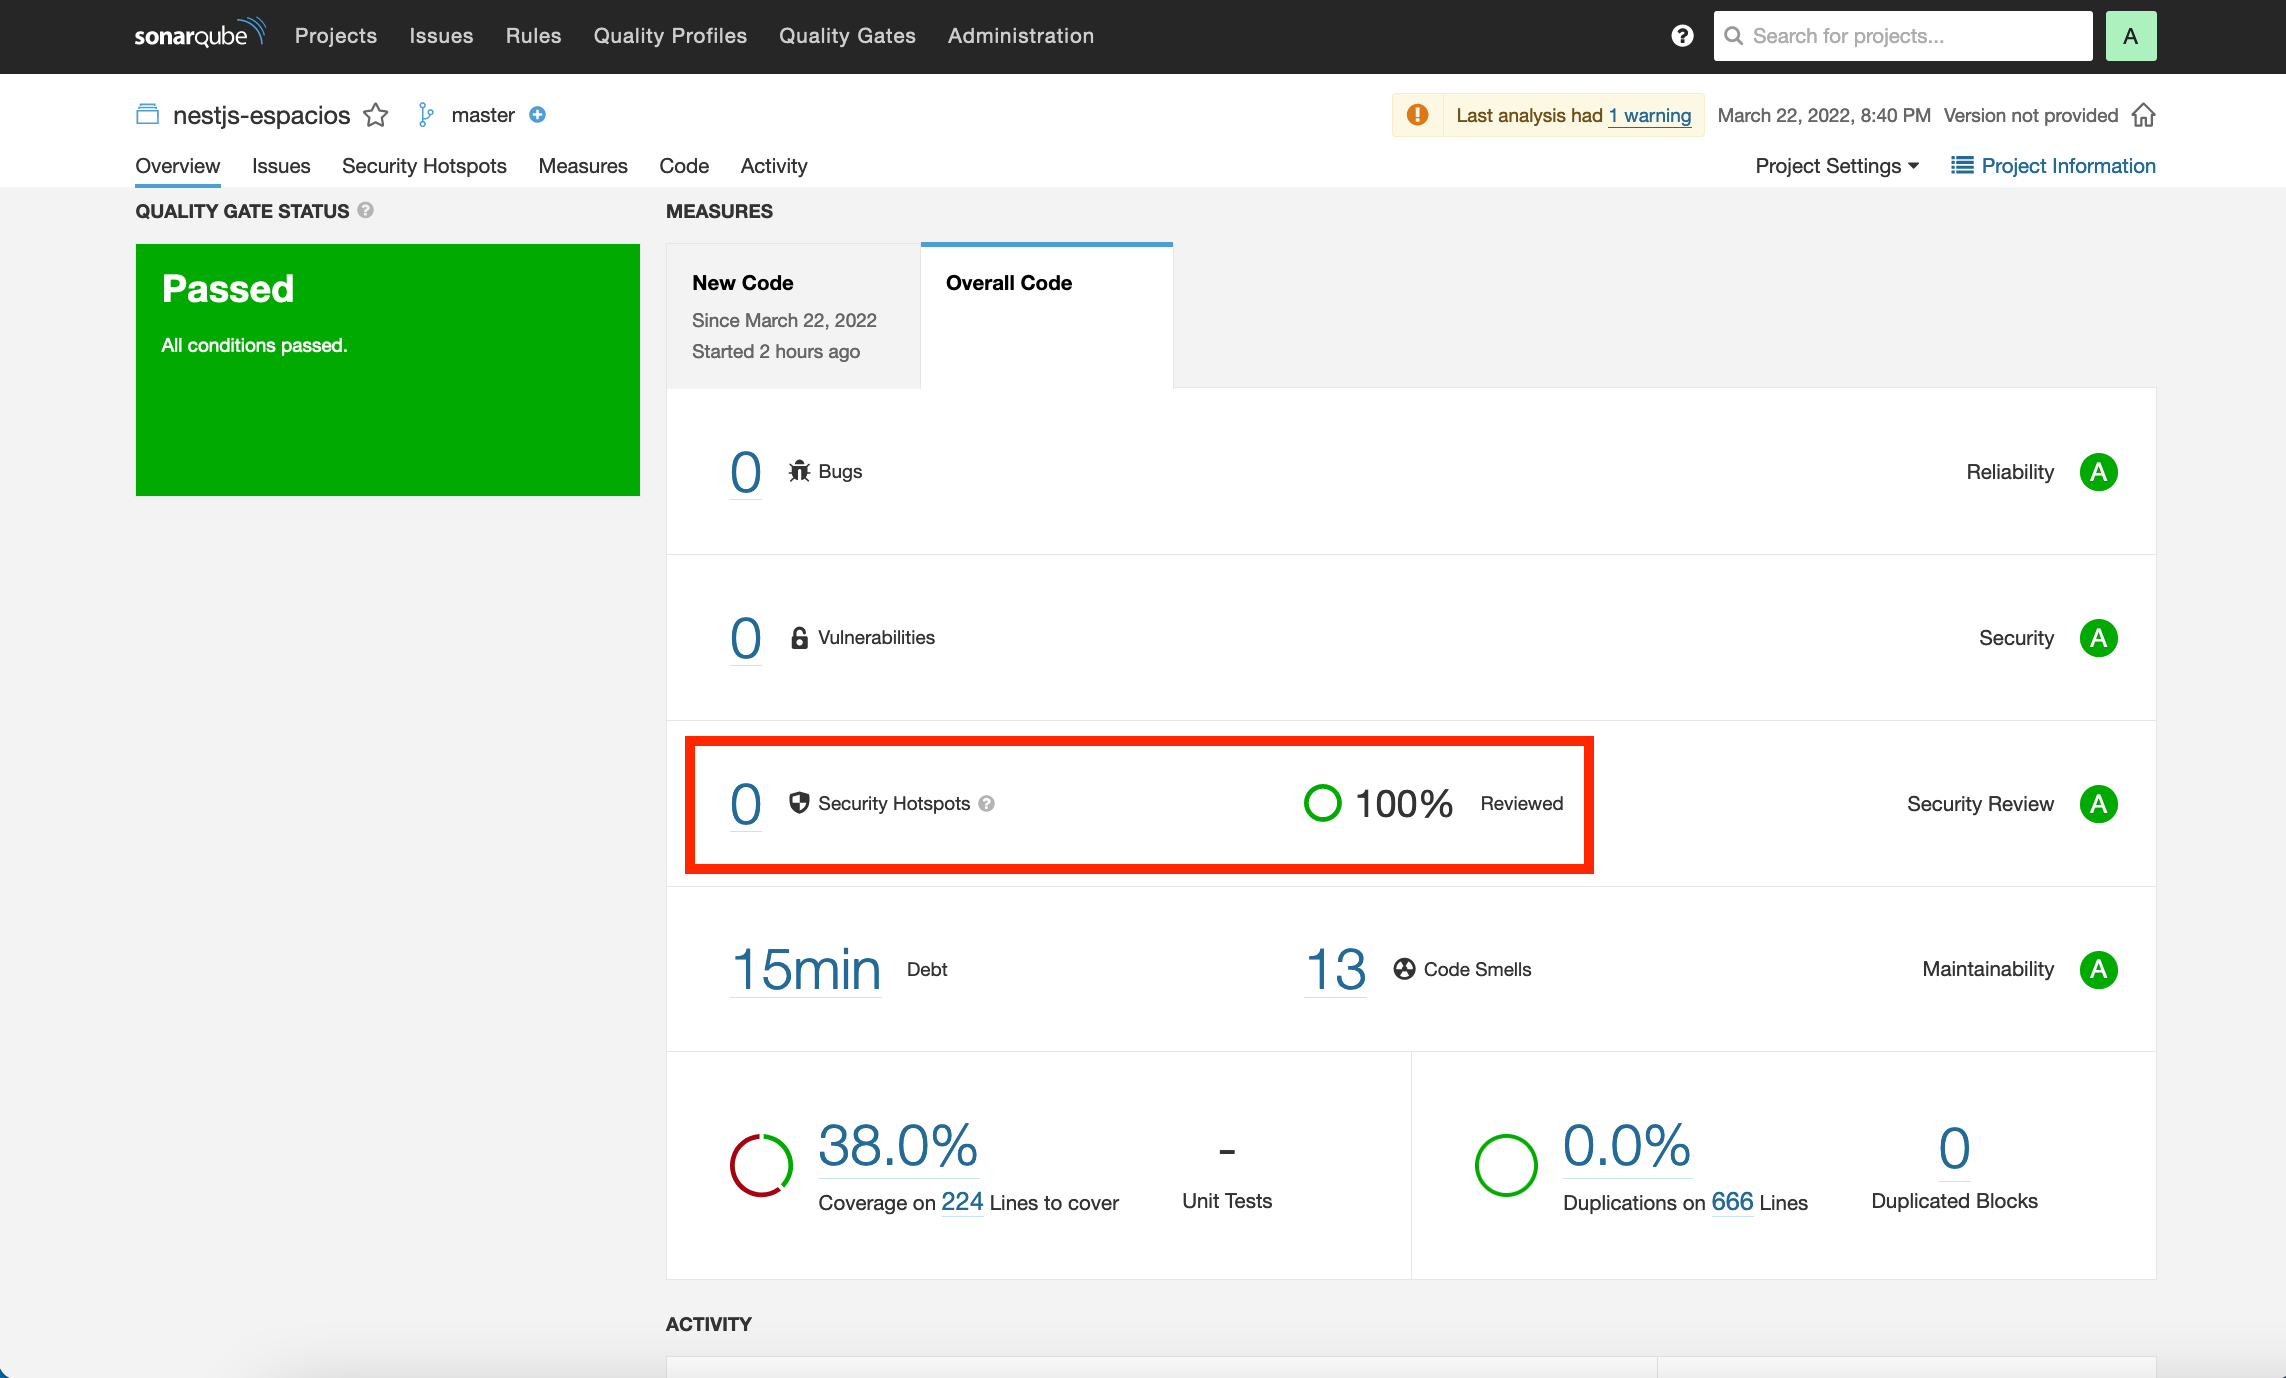 sonarqube Projects Issues Rules Quality Profiles Quality Gates Administration ? Search for projects... A
nestjs-espacios master Last analysis had 1 warning March 22, 2022, 8:40 PM Version not provided
Overview Issues Security Hotspots Measures Code Activity Project Settings Project Information
QUALITY GATE STATUS ? MEASURES
Passed
All conditions passed.
New Code
Since March 22, 2022
Started 2 hours ago
Overall Code
0 Bugs Reliability A
0 Vulnerabilities Security A
0 Security Hotspots ? 100% Reviewed Security Review A
15min Debt 13 Code Smells Maintainability A
38.0%
Coverage on 224 Lines to cover
-
Unit Tests
0.0%
Duplications on 666 Lines
0
Duplicated Blocks
ACTIVITY